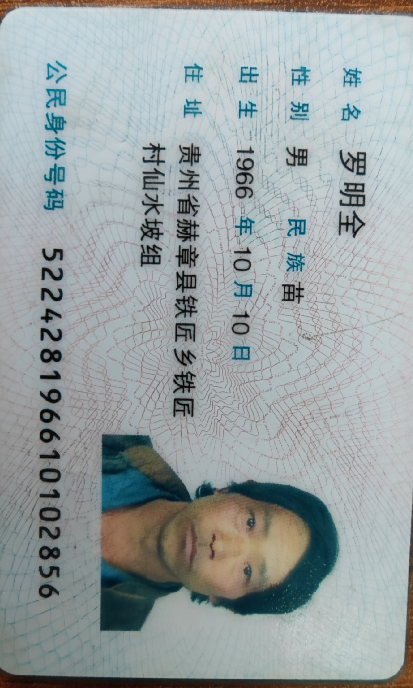 姓名 罗明全
性别 男 民族 苗
出生 1966 年 10 月 10 日
住址 贵州省赫章县铁匠乡铁匠
村仙水坡组
公民身份号码 522428196610102856